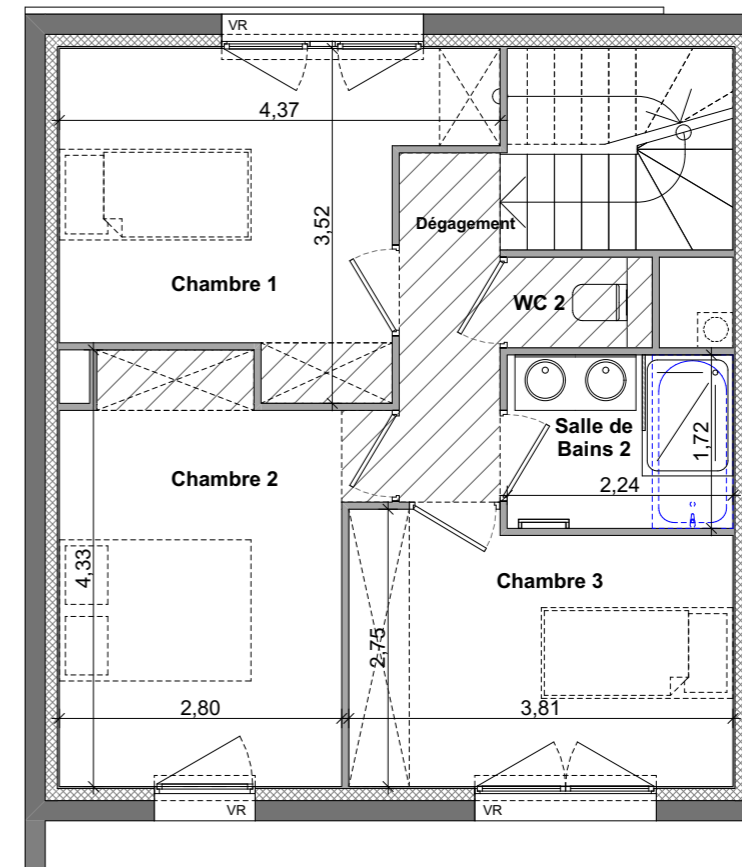 VR
4,37
3,52
Dégagement
Chambre 1
WC 2
Salle de
Bains 2
1,72
2,24
Chambre 2
4,33
Chambre 3
2,75
2,80
3,81
VR
VR